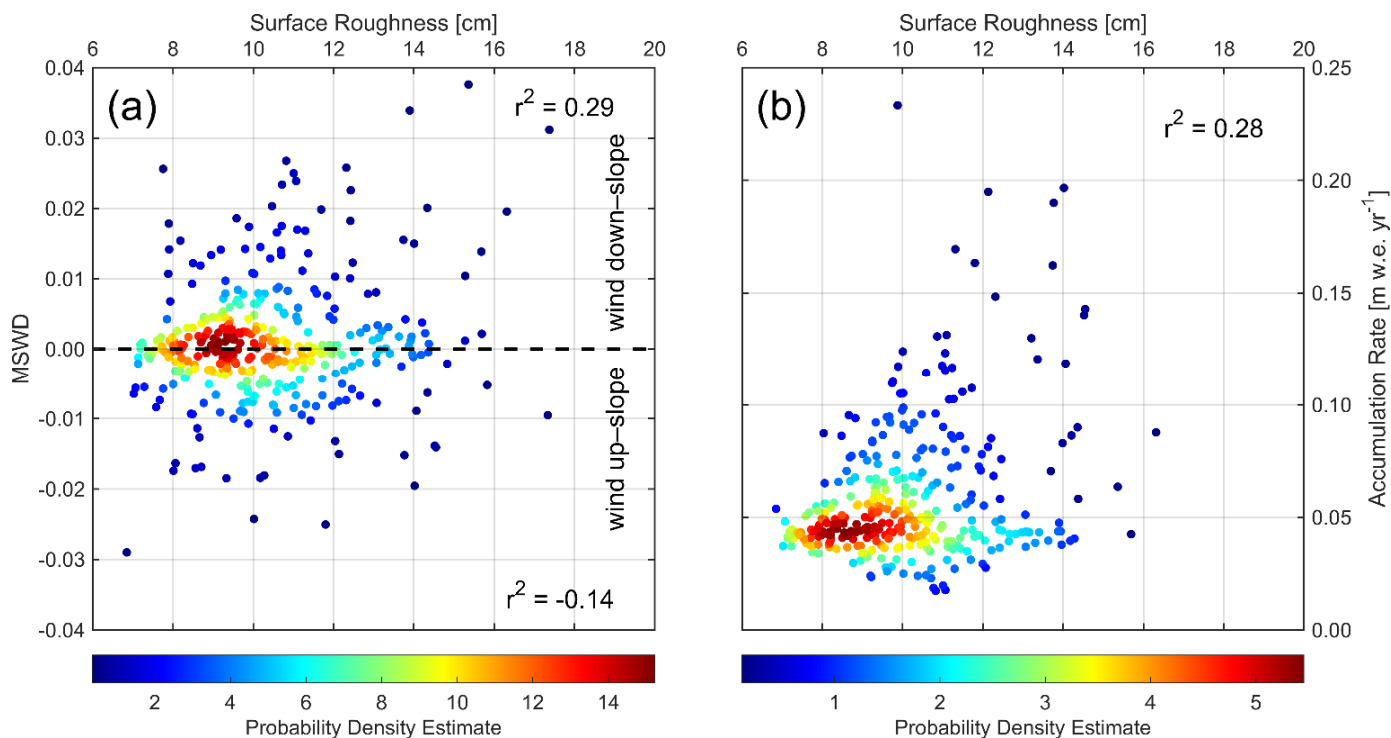 Surface Roughness [cm]
6 8 10 12 14 16 18 20
(a)
r² = 0.29
wind down–slope
wind up–slope
r² = -0.14
MSWD
0.04
0.03
0.02
0.01
0.00
-0.01
-0.02
-0.03
-0.04
2 4 6 8 10 12 14
Probability Density Estimate
Surface Roughness [cm]
6 8 10 12 14 16 18 20
(b)
r² = 0.28
0.25
0.20
0.15
0.10
0.05
0.00
Accumulation Rate [m w.e. yr⁻¹]
1 2 3 4 5
Probability Density Estimate